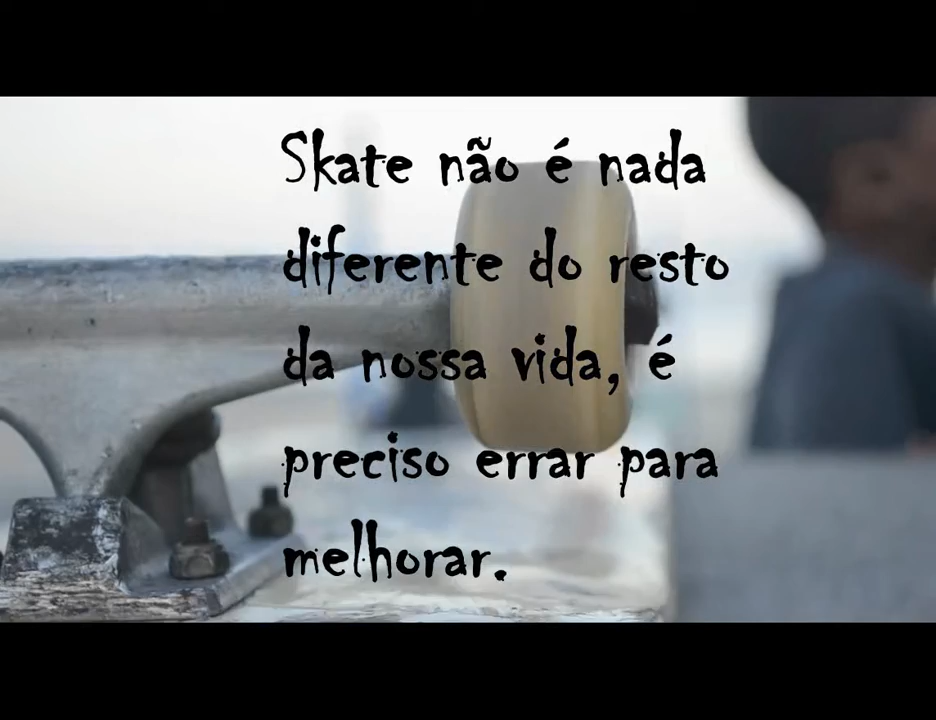 Skate não é nada
diferente do resto
da nossa vida, é
preciso errar para
melhorar.